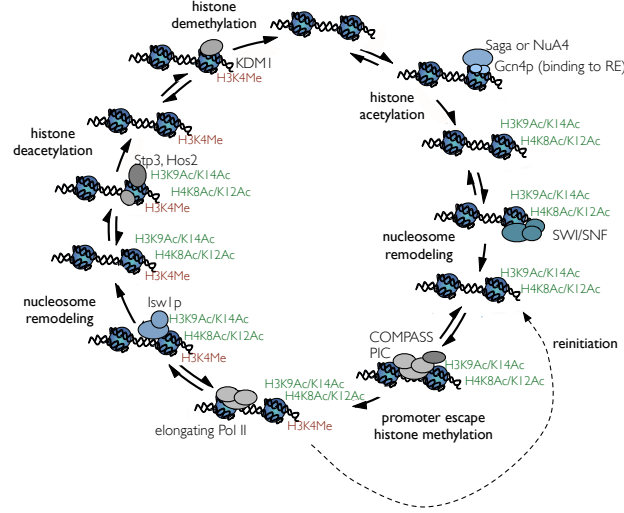 histone
demethylation
KDM1
H3K4Me
Saga or NuA4
Gcn4p (binding to RE)
histone
acetylation
H3K9Ac/K14Ac
H4K8Ac/K12Ac
H3K9Ac/K14Ac
H4K8Ac/K12Ac
SWI/SNF
nucleosome
remodeling
H3K9Ac/K14Ac
H4K8Ac/K12Ac
reinitiation
COMPASS
PIC
H3K9Ac/K14Ac
H4K8Ac/K12Ac
promoter escape
histone methylation
H3K9Ac/K14Ac
H4K8Ac/K12Ac
H3K4Me
elongating Pol II
Isw1p
H3K9Ac/K14Ac
H4K8Ac/K12Ac
H3K4Me
nucleosome
remodeling
H3K9Ac/K14Ac
H4K8Ac/K12Ac
H3K4Me
Stp3, Hos2
H3K9Ac/K14Ac
H4K8Ac/K12Ac
H3K4Me
histone
deacetylation
H3K4Me